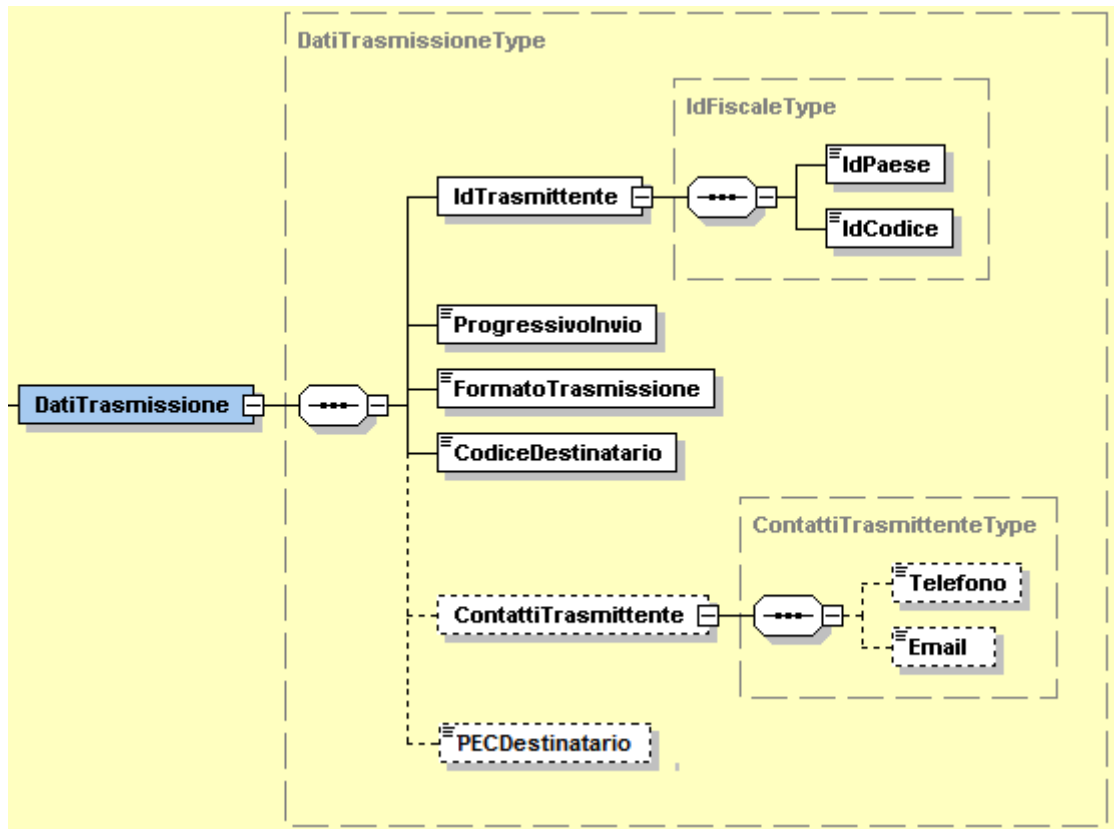 DatiTrasmissioneType
IdFiscaleType
IdPaese
IdTrasmittente
IdCodice
ProgressivoInvio
FormatoTrasmissione
DatiTrasmissione
CodiceDestinatario
ContattiTrasmittenteType
Telefono
ContattiTrasmittente
Email
PECDestinatario